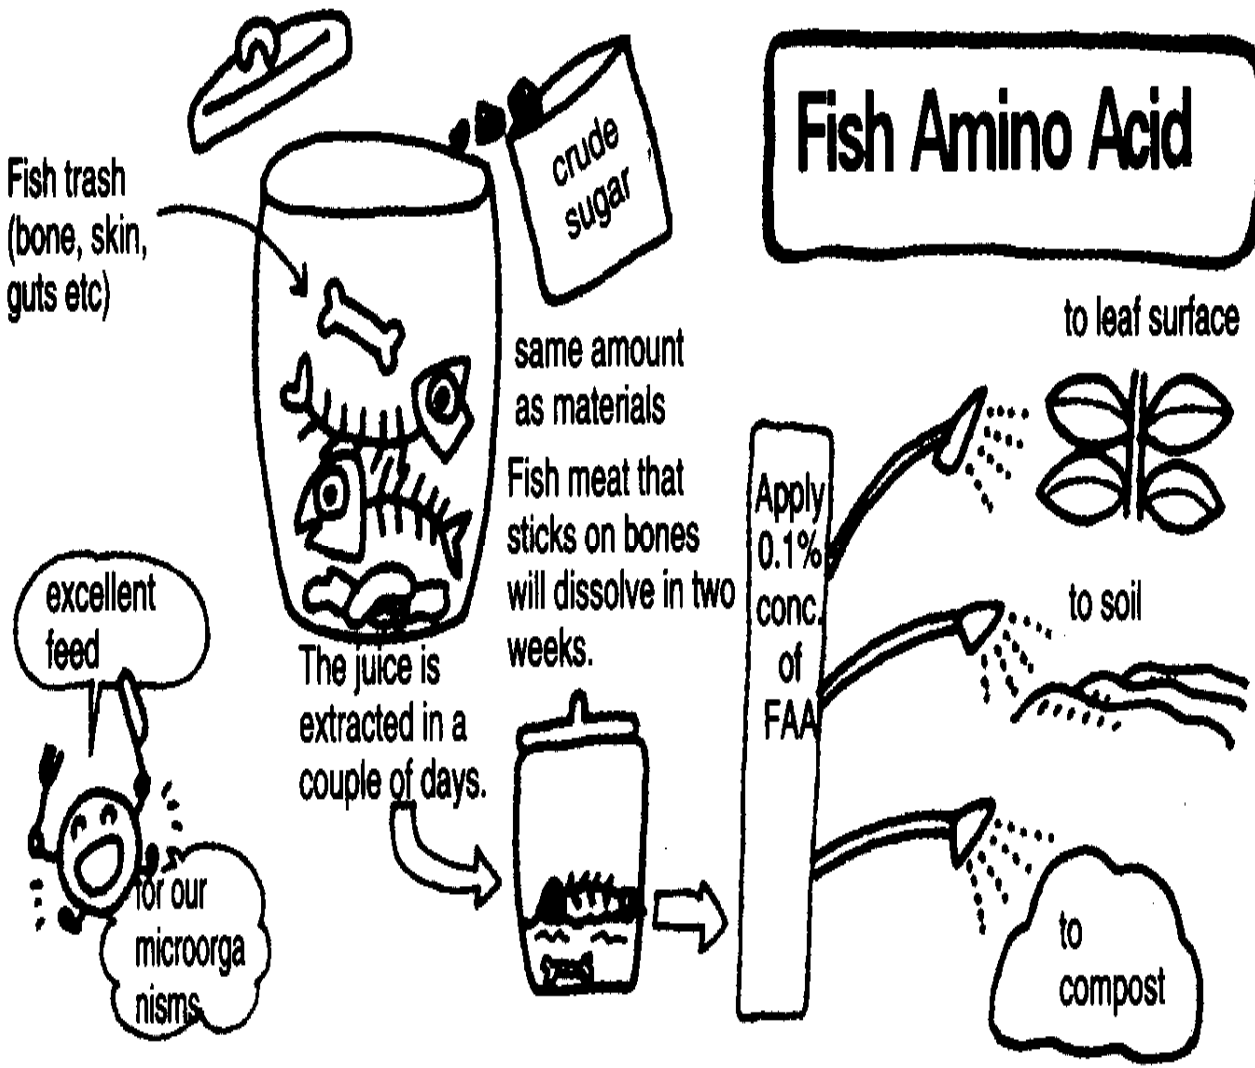 Fish Amino Acid
Fish trash
(bone, skin,
guts etc)
crude
sugar
same amount
as materials
Fish meat that
sticks on bones
will dissolve in two
weeks.
The juice is
extracted in a
couple of days.
excellent
feed
for our
microorga
nisms
Apply
0.1%
conc.
of
FAA
to leaf surface
to soil
to
compost